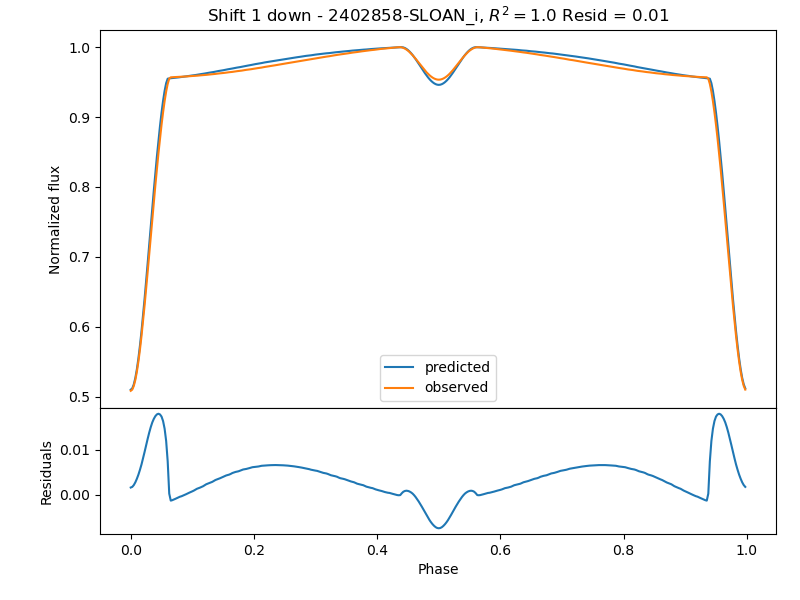 Shift 1 down - 2402858-SLOAN_i, R² = 1.0 Resid = 0.01
1.0
0.9
0.8
0.7
0.6
0.5
Normalized flux
predicted
observed
0.01
0.00
Residuals
0.0 0.2 0.4 0.6 0.8 1.0
Phase